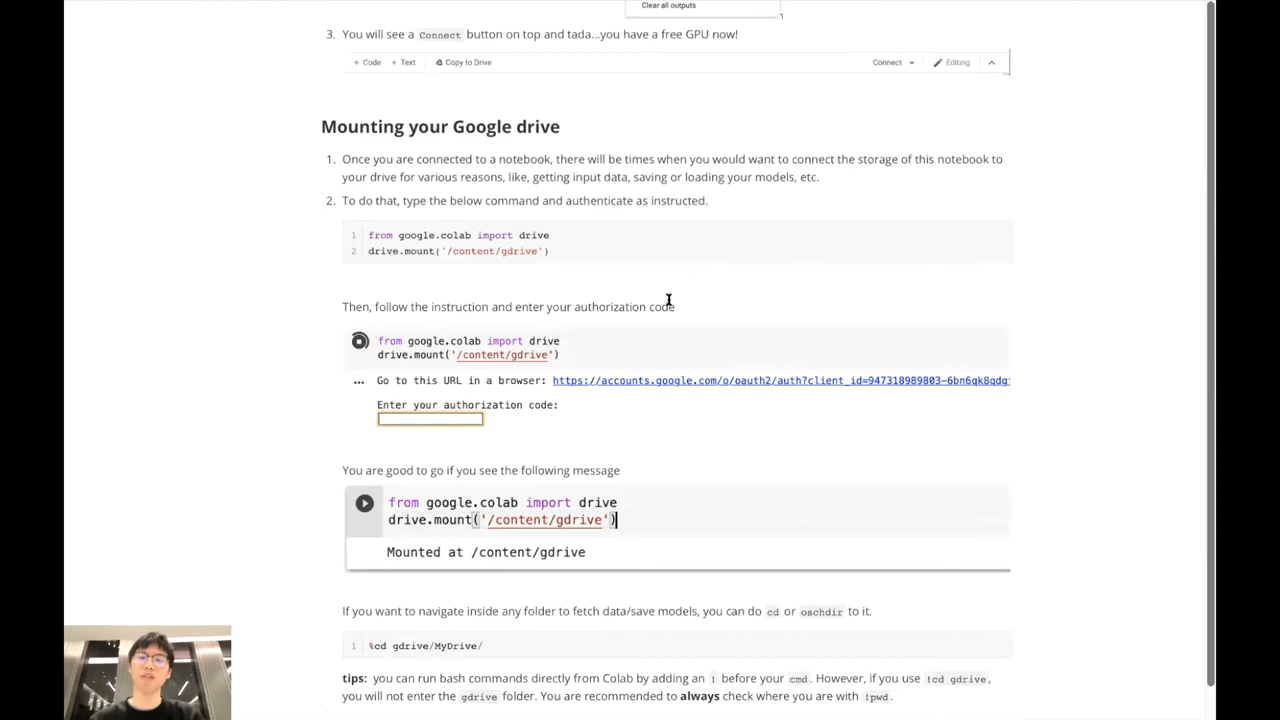 Clear all outputs
3. You will see a Connect button on top and tada...you have a free GPU now!
+ Code + Text Copy to Drive Connect Editing
Mounting your Google drive
1. Once you are connected to a notebook, there will be times when you would want to connect the storage of this notebook to
your drive for various reasons, like, getting input data, saving or loading your models, etc.
2. To do that, type the below command and authenticate as instructed.
1 from google.colab import drive
2 drive.mount('/content/gdrive')
Then, follow the instruction and enter your authorization code
from google.colab import drive
drive.mount('/content/gdrive')
... Go to this URL in a browser: https://accounts.google.com/o/oauth2/auth?client_id=947318989803-6bn6qk8qdg
Enter your authorization code:
You are good to go if you see the following message
from google.colab import drive
drive.mount('/content/gdrive')
Mounted at /content/gdrive
If you want to navigate inside any folder to fetch data/save models, you can do cd or oschdir to it.
1 %cd gdrive/MyDrive/
tips: you can run bash commands directly from Colab by adding an ! before your cmd. However, if you use !cd gdrive,
you will not enter the gdrive folder. You are recommended to always check where you are with !pwd.